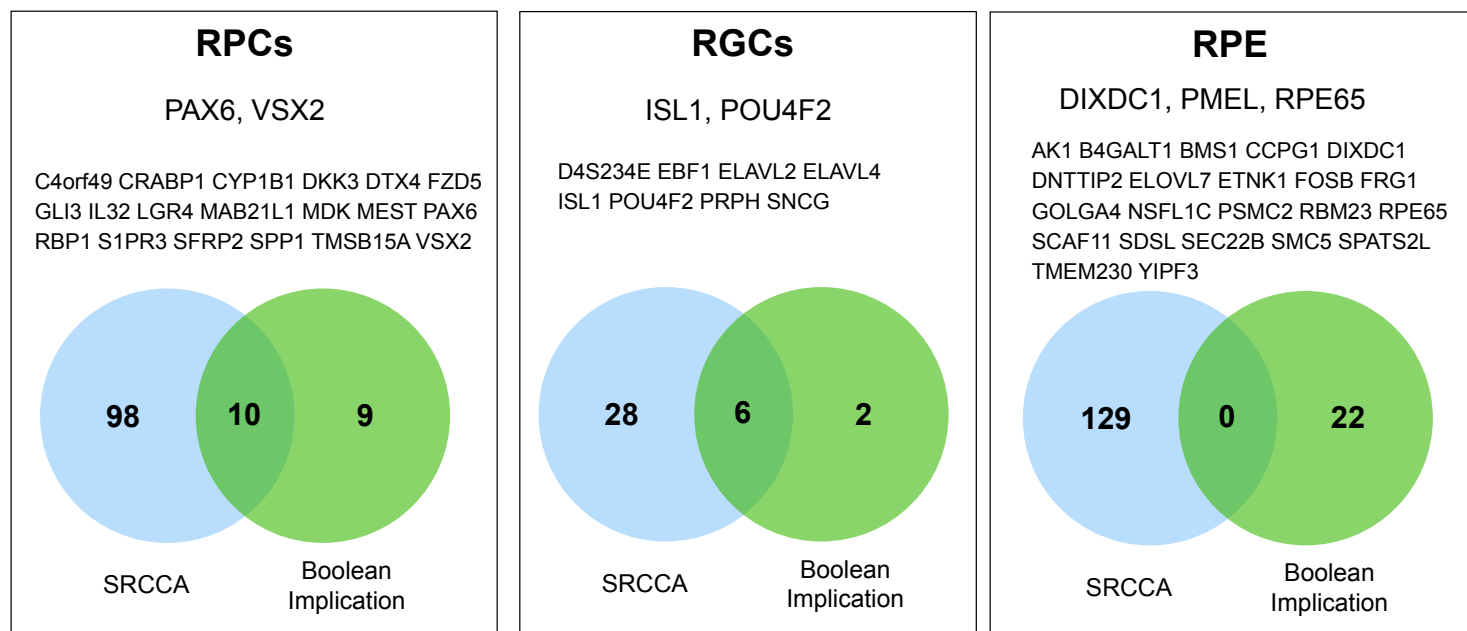 RPCs
PAX6, VSX2
C4orf49 CRABP1 CYP1B1 DKK3 DTX4 FZD5
GLI3 IL32 LGR4 MAB21L1 MDK MEST PAX6
RBP1 S1PR3 SFRP2 SPP1 TMSB15A VSX2
98
10
9
SRCCA
Boolean
Implication
RGCs
ISL1, POU4F2
D4S234E EBF1 ELAVL2 ELAVL4
ISL1 POU4F2 PRPH SNCG
28
6
2
SRCCA
Boolean
Implication
RPE
DIXDC1, PMEL, RPE65
AK1 B4GALT1 BMS1 CCPG1 DIXDC1
DNTTIP2 ELOVL7 ETNK1 FOSB FRG1
GOLGA4 NSFL1C PSMC2 RBM23 RPE65
SCAF11 SDSL SEC22B SMC5 SPATS2L
TMEM230 YIPF3
129
0
22
SRCCA
Boolean
Implication